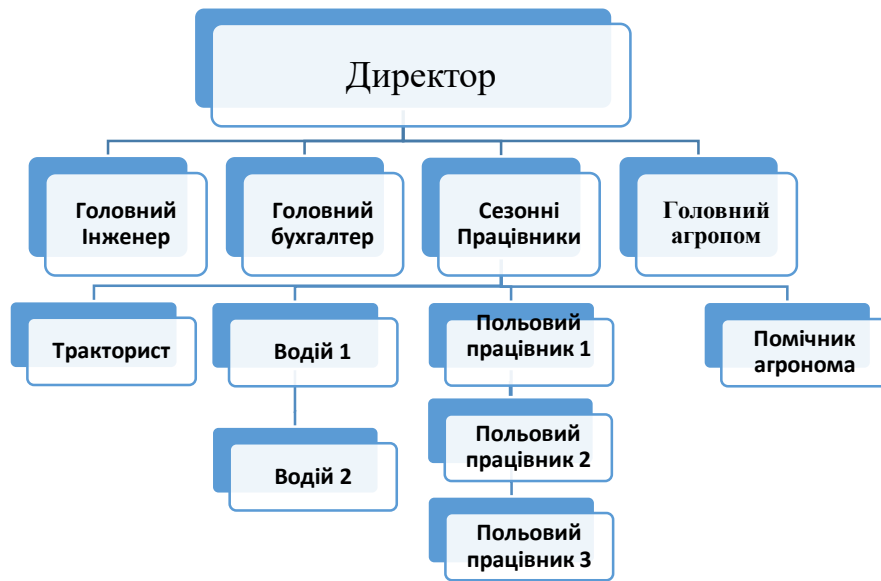 Директор
Головний
Інженер
Головний
бухгалтер
Сезонні
Працівники
Головний
агропом
Тракторист
Водій 1
Польовий
працівник 1
Помічник
агронома
Водій 2
Польовий
працівник 2
Польовий
працівник 3